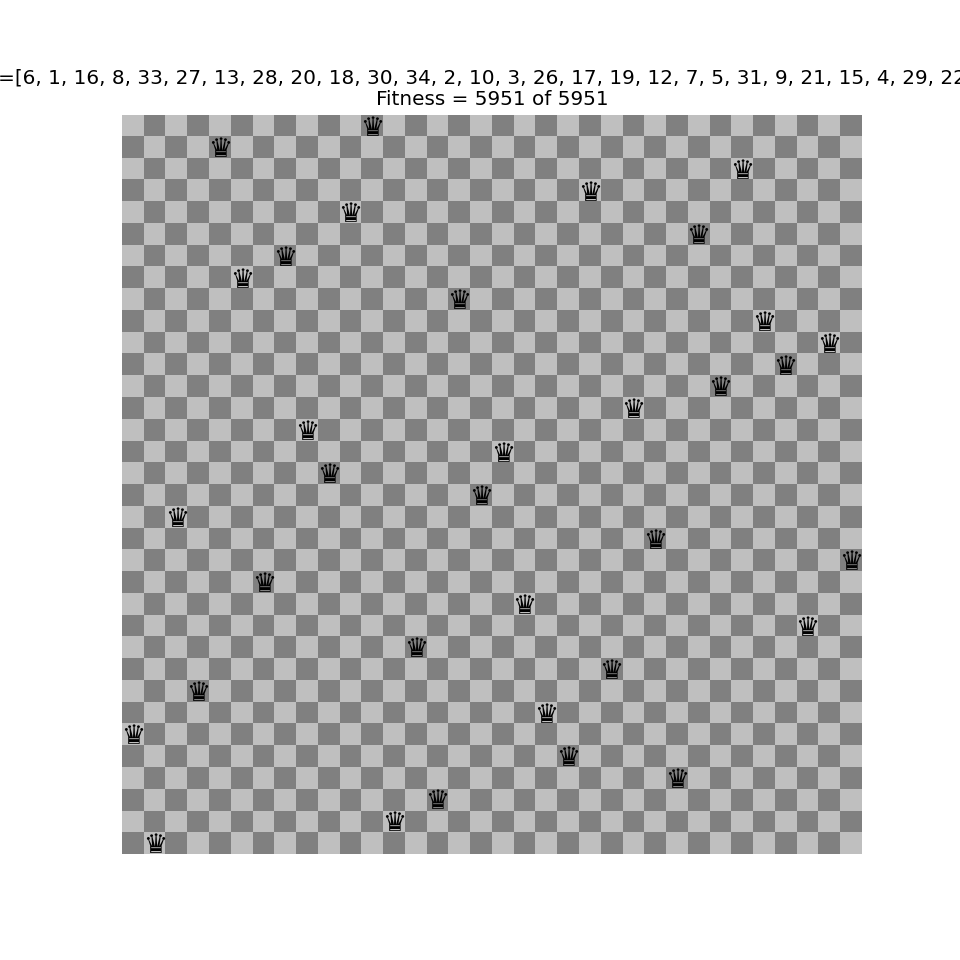 =[6, 1, 16, 8, 33, 27, 13, 28, 20, 18, 30, 34, 2, 10, 3, 26, 17, 19, 12, 7, 5, 31, 9, 21, 15, 4, 29, 22
Fitness = 5951 of 5951